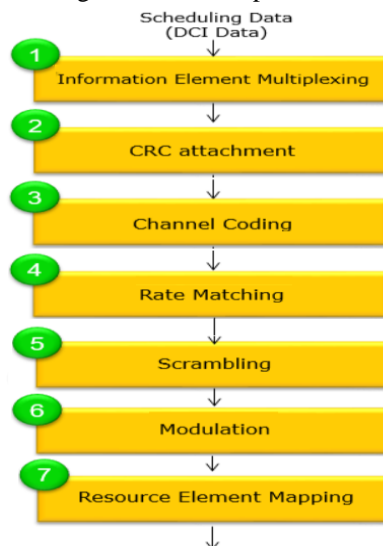 Scheduling Data
(DCI Data)
1
Information Element Multiplexing
2
CRC attachment
3
Channel Coding
4
Rate Matching
5
Scrambling
6
Modulation
7
Resource Element Mapping